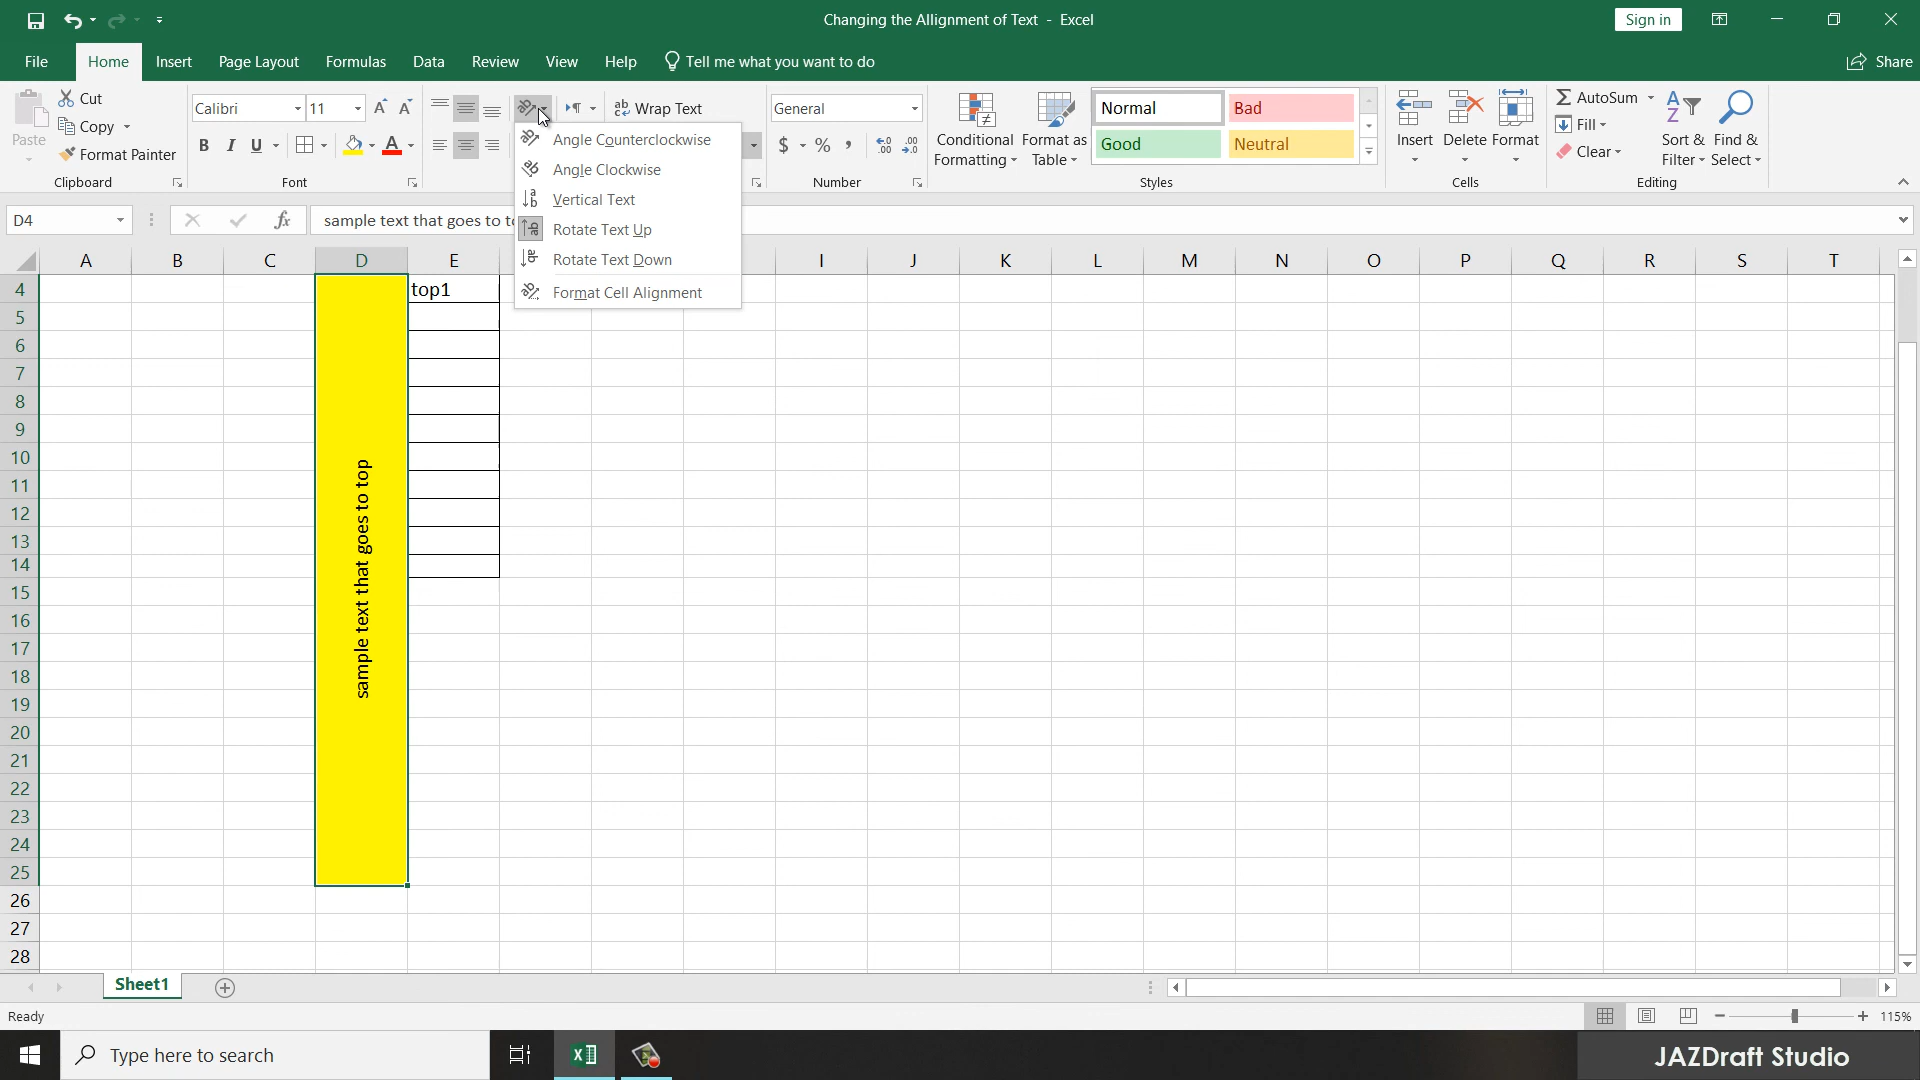 Changing the Allignment of Text - Excel
Sign in
File Home Insert Page Layout Formulas Data Review View Help Tell me what you want to do Share
Paste Cut Copy Format Painter Clipboard
Calibri 11 A A B I U A Font
Wrap Text
Angle Counterclockwise
Angle Clockwise
Vertical Text
Rotate Text Up
Rotate Text Down
Format Cell Alignment
General $ % , Number
Conditional Formatting Format as Table Normal Bad Good Neutral Styles
Insert Delete Format Cells
AutoSum Fill Clear Sort & Filter Find & Select Editing
D4 fx sample text that goes to t
A B C D E I J K L M N O P Q R S T
4 top1
5
6
7
8
9
10
11
12
13
14
15
16
17
18
19
20
21
22
23
24
25
26
27
28
sample text that goes to top
Sheet1
Ready 115%
Type here to search
JAZDraft Studio